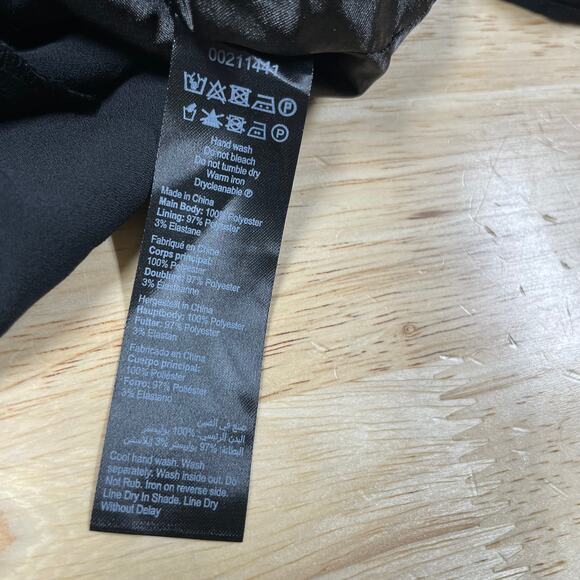 00211441
Hand wash
Do not bleach
Do not tumble dry
Warm iron
Drycleanable Ⓟ
Made in China
Main Body: 100% Polyester
Lining: 97% Polyester
3% Elastane
Fabriqué en Chine
Corps principal:
100% Polyester
Doublure: 97% Polyester
3% Élasthanne
Hergestellt in China
Hauptbody: 100% Polyester
Futter: 97% Polyester
3% Elastan
Fabricado en China
Cuerpo principal:
100% Poliéster
Forro: 97% Poliéster
3% Elastano
صنع في الصين
البدن الرئيسي: 100% بوليستر
الطانة: 97% بوليستر 3% إيلاستين
Cool hand wash. Wash
separately. Wash inside out. Do
Not Rub. Iron on reverse side.
Line Dry In Shade. Line Dry
Without Delay